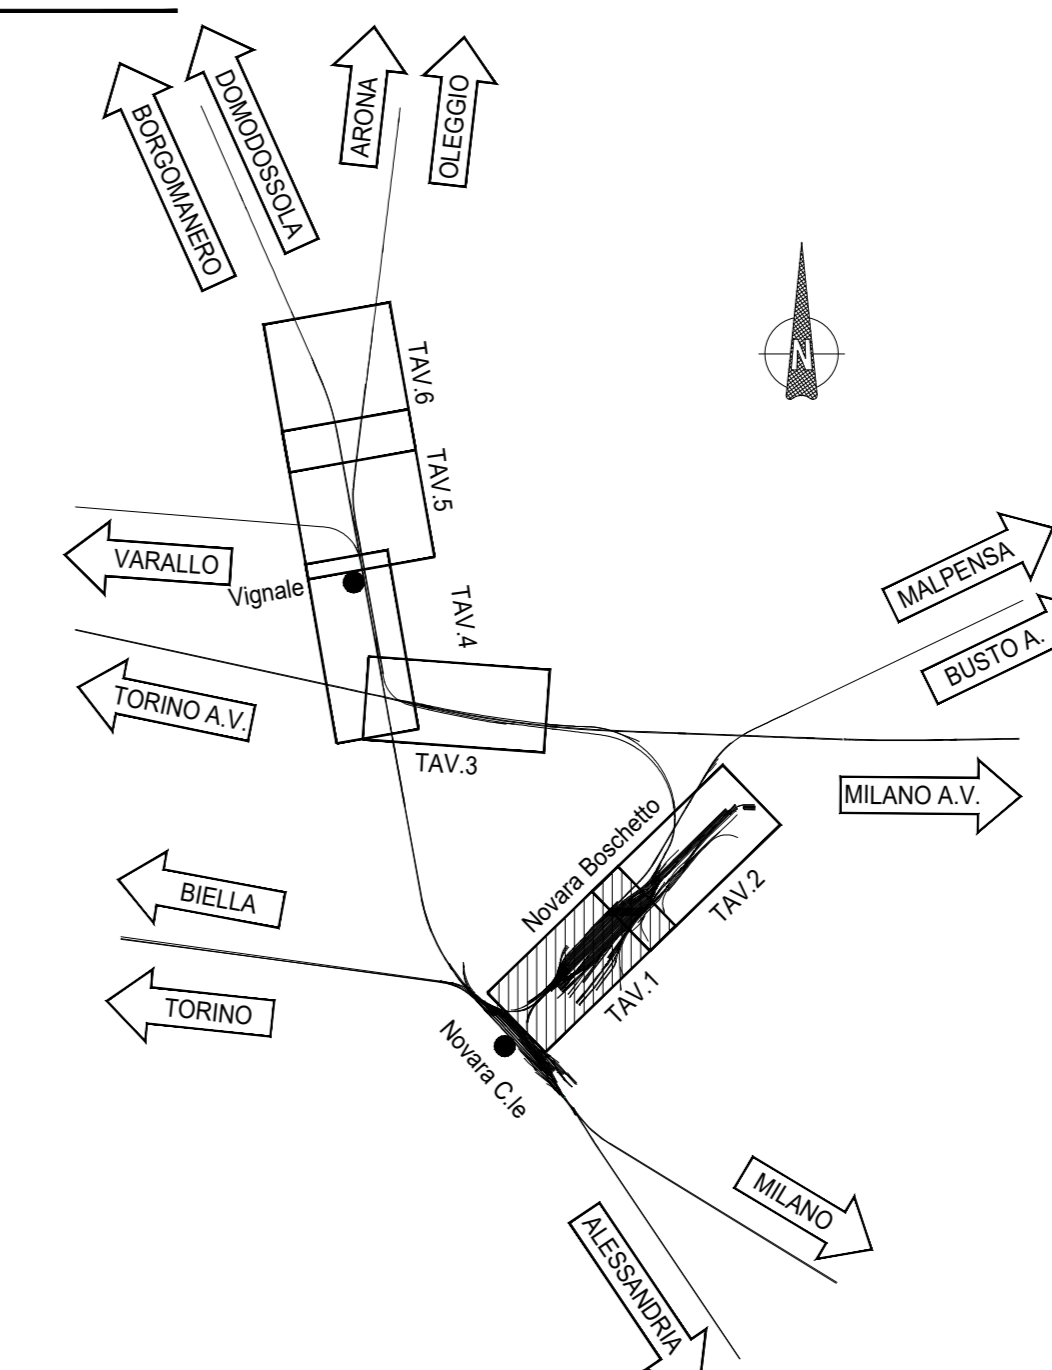 BORGOMANERO
DOMODOSSOLA
ARONA
OLEGGIO
N
TAV.6
TAV.5
VARALLO
Vignale
TAV.4
MALPENSA
BUSTO A.
TORINO A.V.
TAV.3
MILANO A.V.
Novara Boschetto
BIELLA
TAV.2
TAV.1
TORINO
Novara C.le
MILANO
ALESSANDRIA